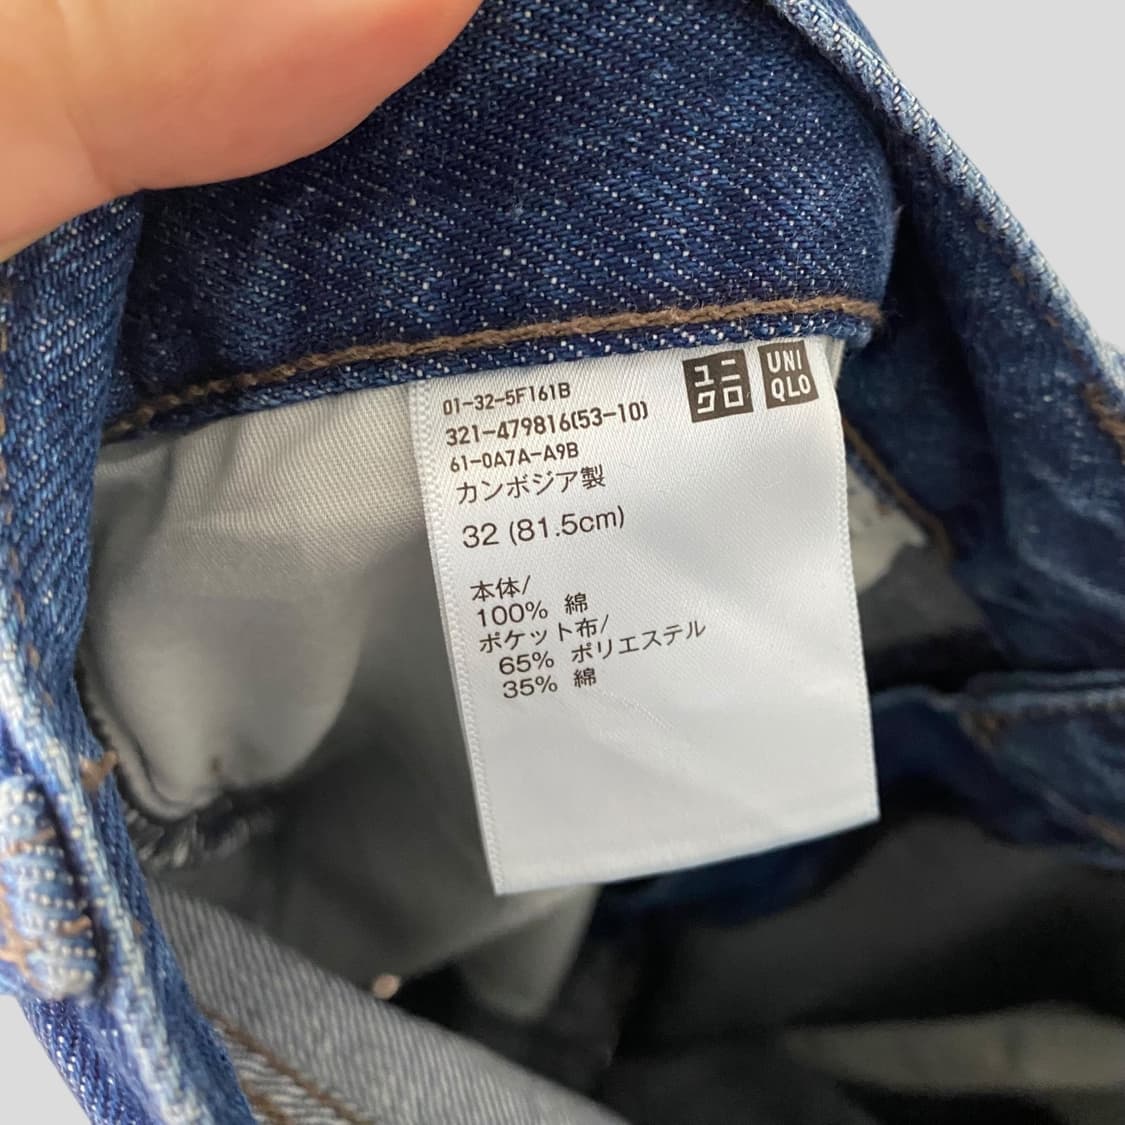 01-32-5F161B
321-479816(53-10)
61-0A7A-A9B
カンボジア製
32 (81.5cm)
ユニ
クロ
UNI
QLO
本体/
100% 綿
ポケット布/
65% ポリエステル
35% 綿